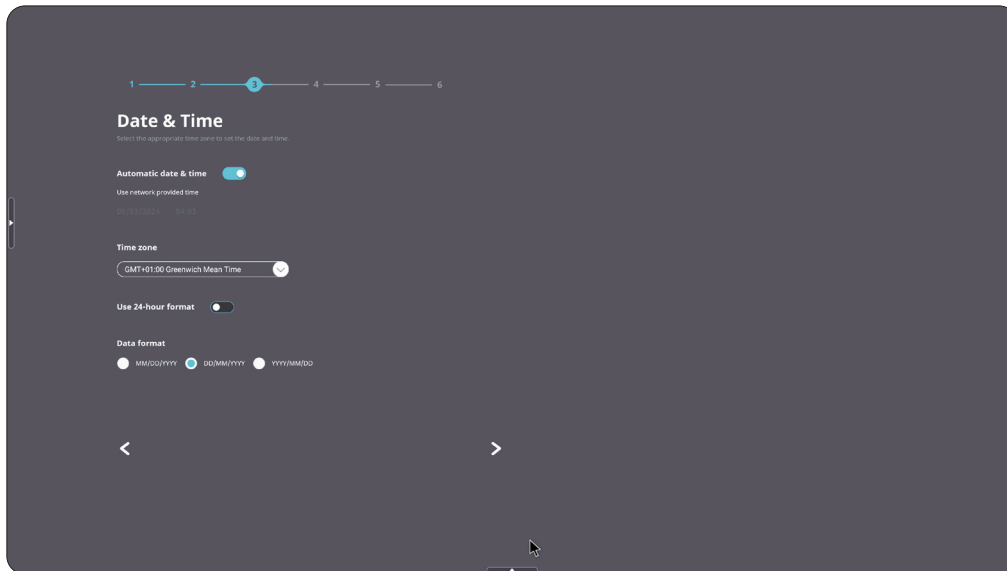 1 2 3 4 5 6
Date & Time
Select the appropriate time zone to set the date and time.
Automatic date & time
Use network provided time
Time zone
GMT+01:00 Greenwich Mean Time
Use 24-hour format
Data format
MM/DD/YYYY DD/MM/YYYY YYYY/MM/DD